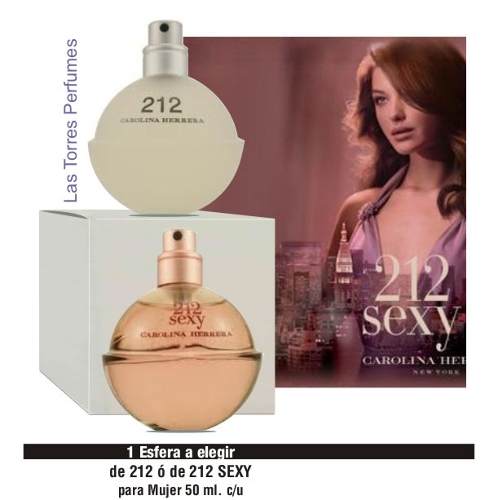 Las Torres Perfumes
212
CAROLINA HERRERA
212
sexy
CAROLINA HERRERA
212
sexy
CAROLINA HER
NEW YORK
1 Esfera a elegir
de 212 ó de 212 SEXY
para Mujer 50 ml. c/u